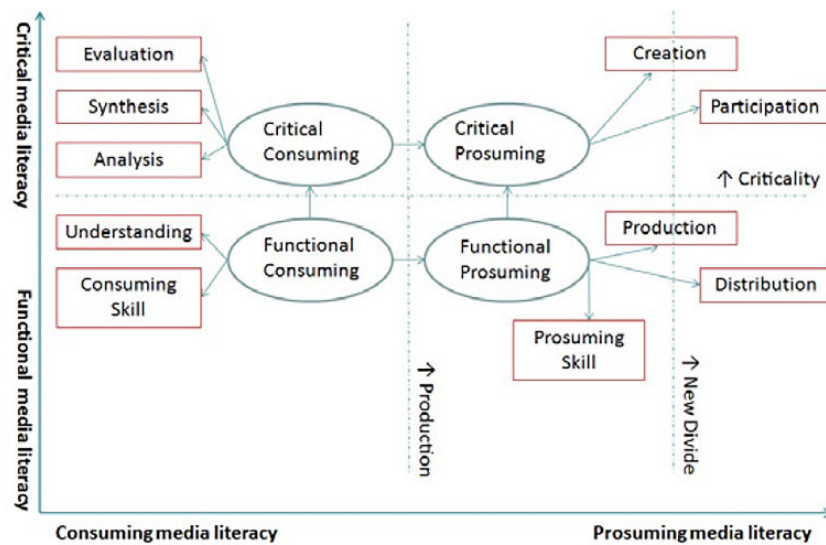 Critical media literacy
Functional media literacy
Evaluation
Synthesis
Analysis
Critical
Consuming
Critical
Prosuming
Creation
Participation
↑ Criticality
Understanding
Consuming
Skill
Functional
Consuming
Functional
Prosuming
Production
Distribution
Prosuming
Skill
↑ Production
↑ New Divide
Consuming media literacy
Prosuming media literacy